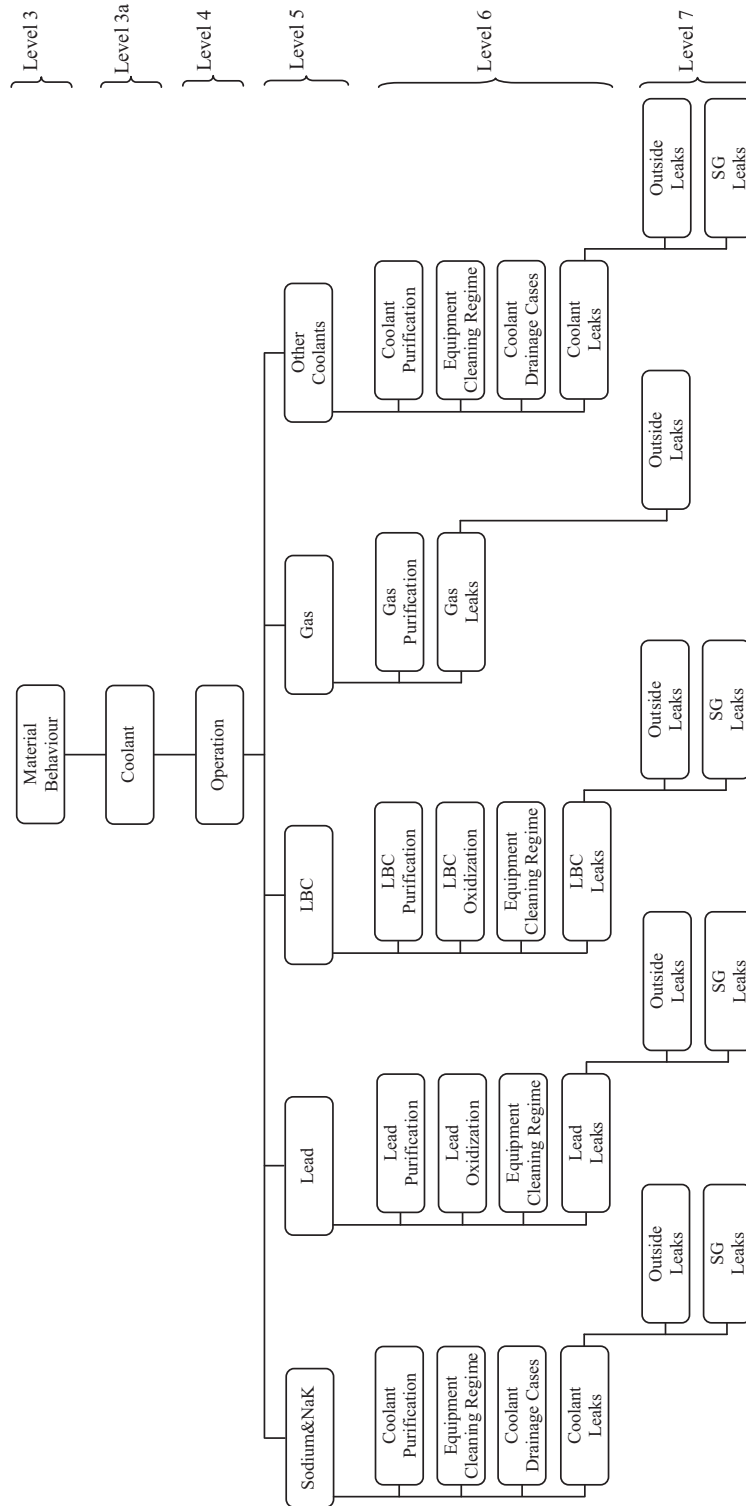 Material
Behaviour
Level 3
Coolant
Level 3a
Operation
Level 4
Sodium&NaK
Lead
LBC
Gas
Other
Coolants
Level 5
Coolant
Purification
Equipment
Cleaning Regime
Coolant
Drainage Cases
Coolant
Leaks
Lead
Purification
Lead
Oxidization
Equipment
Cleaning Regime
Lead
Leaks
LBC
Purification
LBC
Oxidization
Equipment
Cleaning Regime
LBC
Leaks
Gas
Purification
Gas
Leaks
Coolant
Purification
Equipment
Cleaning Regime
Coolant
Drainage Cases
Coolant
Leaks
Level 6
Outside
Leaks
SG
Leaks
Outside
Leaks
SG
Leaks
Outside
Leaks
SG
Leaks
Outside
Leaks
Outside
Leaks
SG
Leaks
Level 7